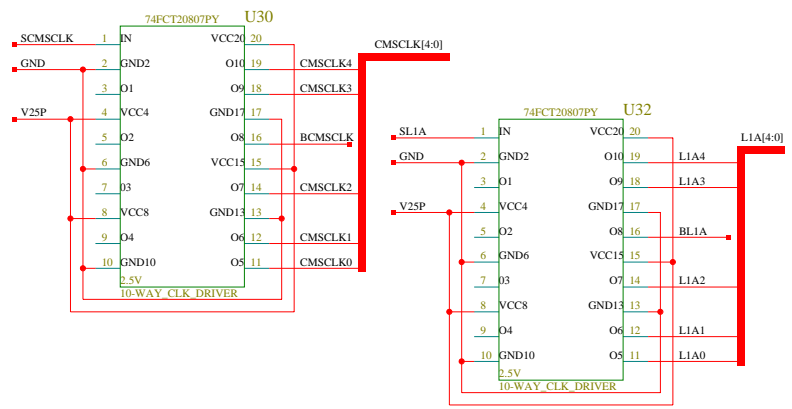 74FCT20807PY U30
SCMSCLK 1 IN VCC20 20
GND 2 GND2 O10 19 CMSCLK4
3 O1 O9 18 CMSCLK3
V25P 4 VCC4 GND17 17
5 O2 O8 16 BCMSCLK
6 GND6 VCC15 15
7 03 O7 14 CMSCLK2
8 VCC8 GND13 13
9 O4 O6 12 CMSCLK1
10 GND10 O5 11 CMSCLK0
2.5V
10-WAY_CLK_DRIVER
CMSCLK[4:0]
74FCT20807PY U32
SL1A 1 IN VCC20 20
GND 2 GND2 O10 19 L1A4
3 O1 O9 18 L1A3
V25P 4 VCC4 GND17 17
5 O2 O8 16 BL1A
6 GND6 VCC15 15
7 03 O7 14 L1A2
8 VCC8 GND13 13
9 O4 O6 12 L1A1
10 GND10 O5 11 L1A0
2.5V
10-WAY_CLK_DRIVER
L1A[4:0]